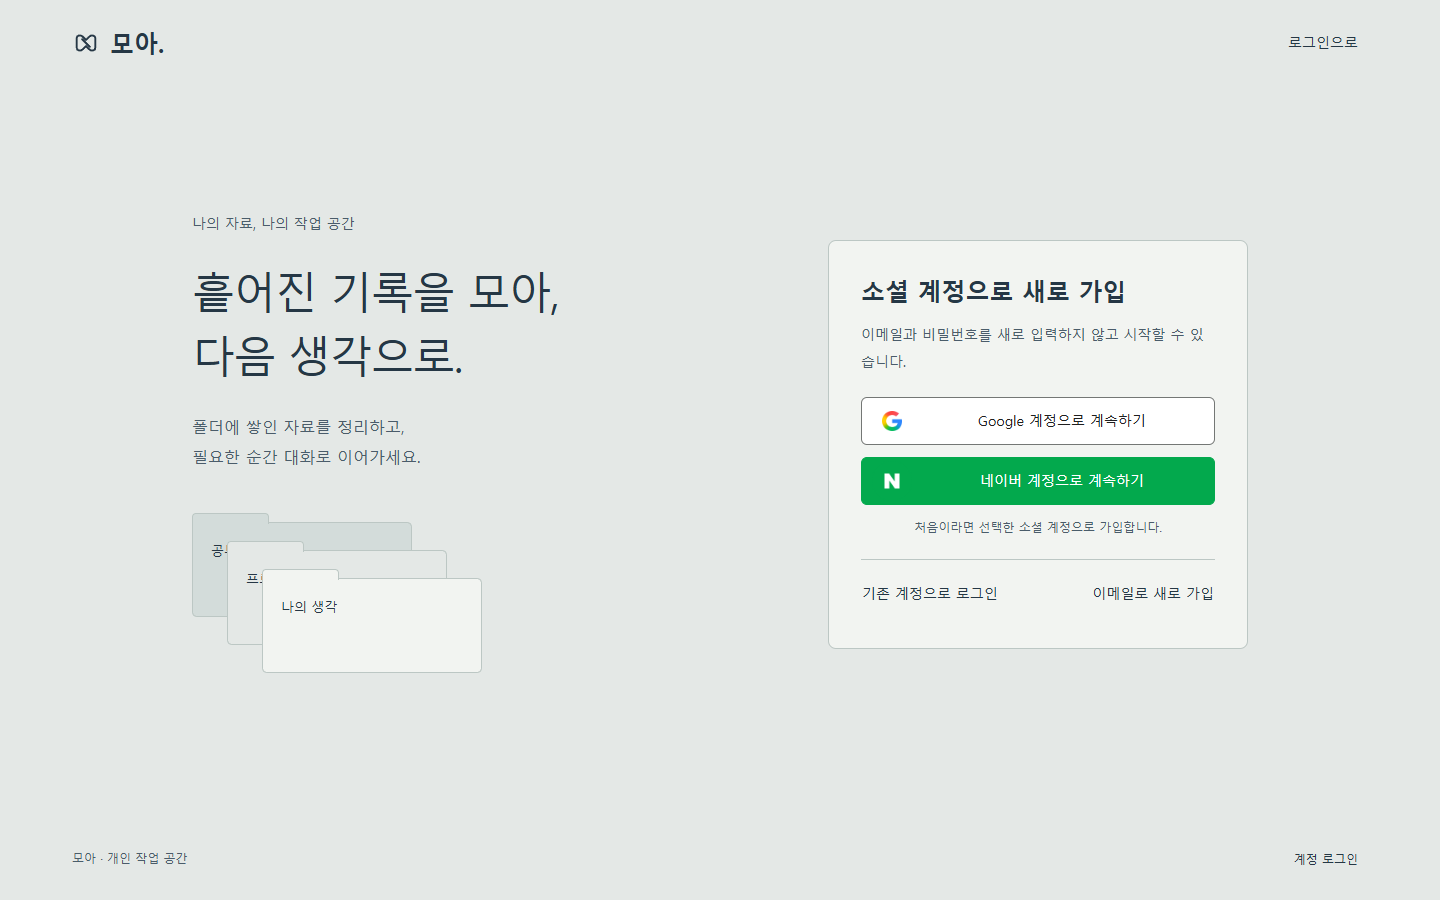 모아.
로그인으로
나의 자료, 나의 작업 공간
흩어진 기록을 모아,
다음 생각으로.
폴더에 쌓인 자료를 정리하고,
필요한 순간 대화로 이어가세요.
나의 생각
소셜 계정으로 새로 가입
이메일과 비밀번호를 새로 입력하지 않고 시작할 수 있
습니다.
Google 계정으로 계속하기
네이버 계정으로 계속하기
처음이라면 선택한 소셜 계정으로 가입합니다.
기존 계정으로 로그인
이메일로 새로 가입
모아 · 개인 작업 공간
계정 로그인